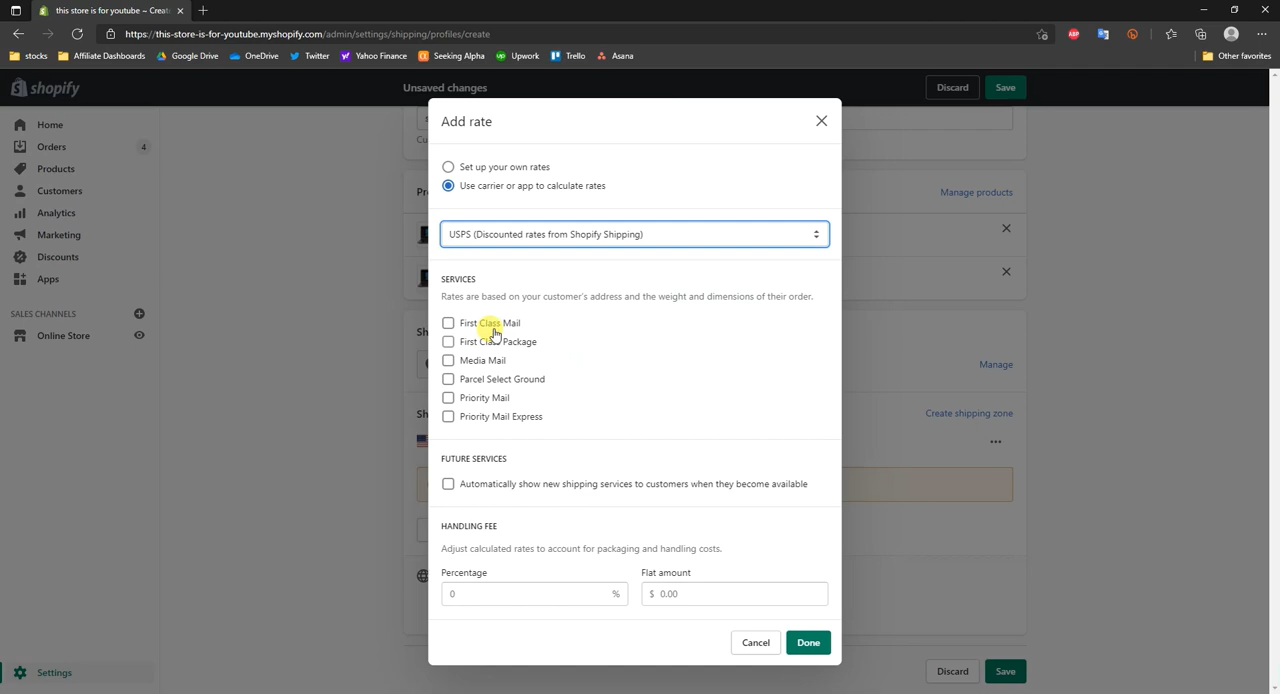 this store is for youtube ~ Creat
https://this-store-is-for-youtube.myshopify.com/admin/settings/shipping/profiles/create
stocks Affiliate Dashboards Google Drive OneDrive Twitter Yahoo Finance Seeking Alpha Upwork Trello Asana Other favorites
shopify Unsaved changes Discard Save
Home
Orders 4
Products
Customers
Analytics
Marketing
Discounts
Apps
SALES CHANNELS
Online Store
Settings
Manage products
Manage
Create shipping zone
Add rate
Set up your own rates
Use carrier or app to calculate rates
USPS (Discounted rates from Shopify Shipping)
SERVICES
Rates are based on your customer's address and the weight and dimensions of their order.
First Class Mail
First Class Package
Media Mail
Parcel Select Ground
Priority Mail
Priority Mail Express
FUTURE SERVICES
Automatically show new shipping services to customers when they become available
HANDLING FEE
Adjust calculated rates to account for packaging and handling costs.
Percentage Flat amount
0 % $ 0.00
Cancel Done
Discard Save